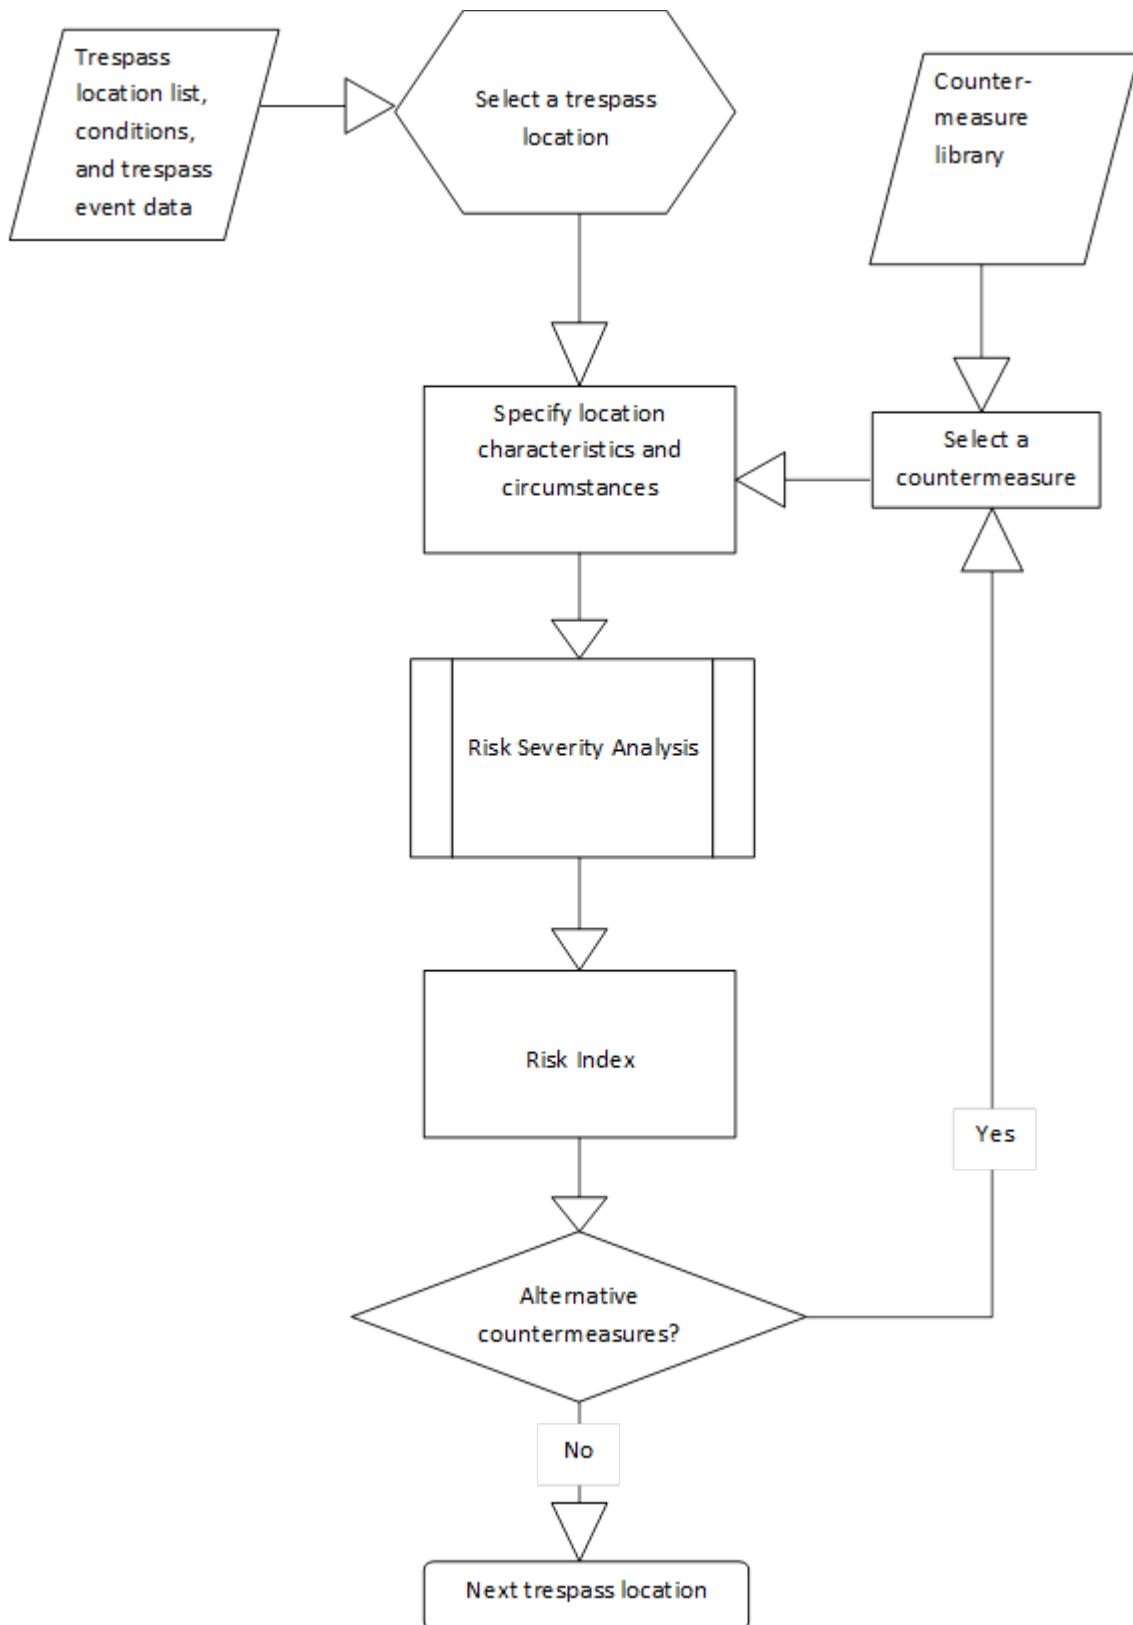 Trespass
location list,
conditions,
and trespass
event data
Select a trespass
location
Counter-
measure
library
Specify location
characteristics and
circumstances
Select a
countermeasure
Risk Severity Analysis
Risk Index
Yes
Alternative
countermeasures?
No
Next trespass location